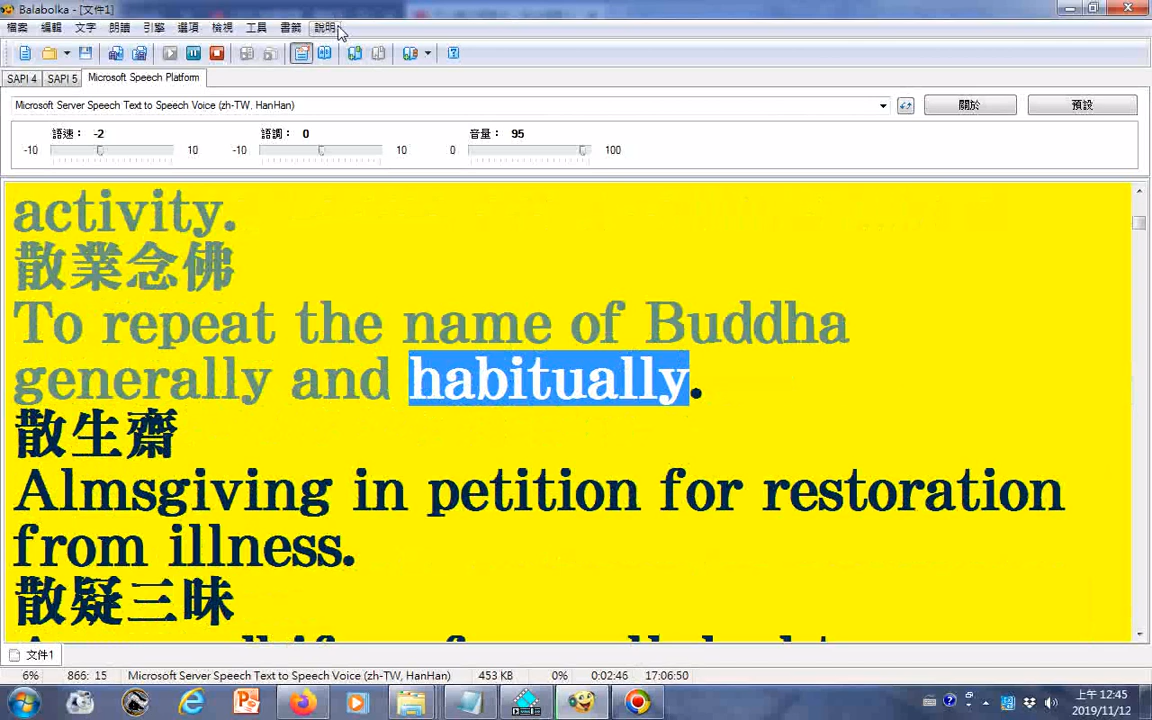 Balabolka - [文件1]
檔案 編輯 文字 朗讀 引擎 選項 檢視 工具 書籤 說明
SAPI 4 SAPI 5 Microsoft Speech Platform
Microsoft Server Speech Text to Speech Voice (zh-TW, HanHan) 關於 預設
語速： -2 語調： 0 音量： 95
-10 10 -10 10 0 100
activity.
散業念佛
To repeat the name of Buddha
generally and habitually.
散生齋
Almsgiving in petition for restoration
from illness.
散疑三昧
文件1
6% 866: 15 Microsoft Server Speech Text to Speech Voice (zh-TW, HanHan) 453 KB 0% 0:02:46 17:06:50
上午 12:45
2019/11/12